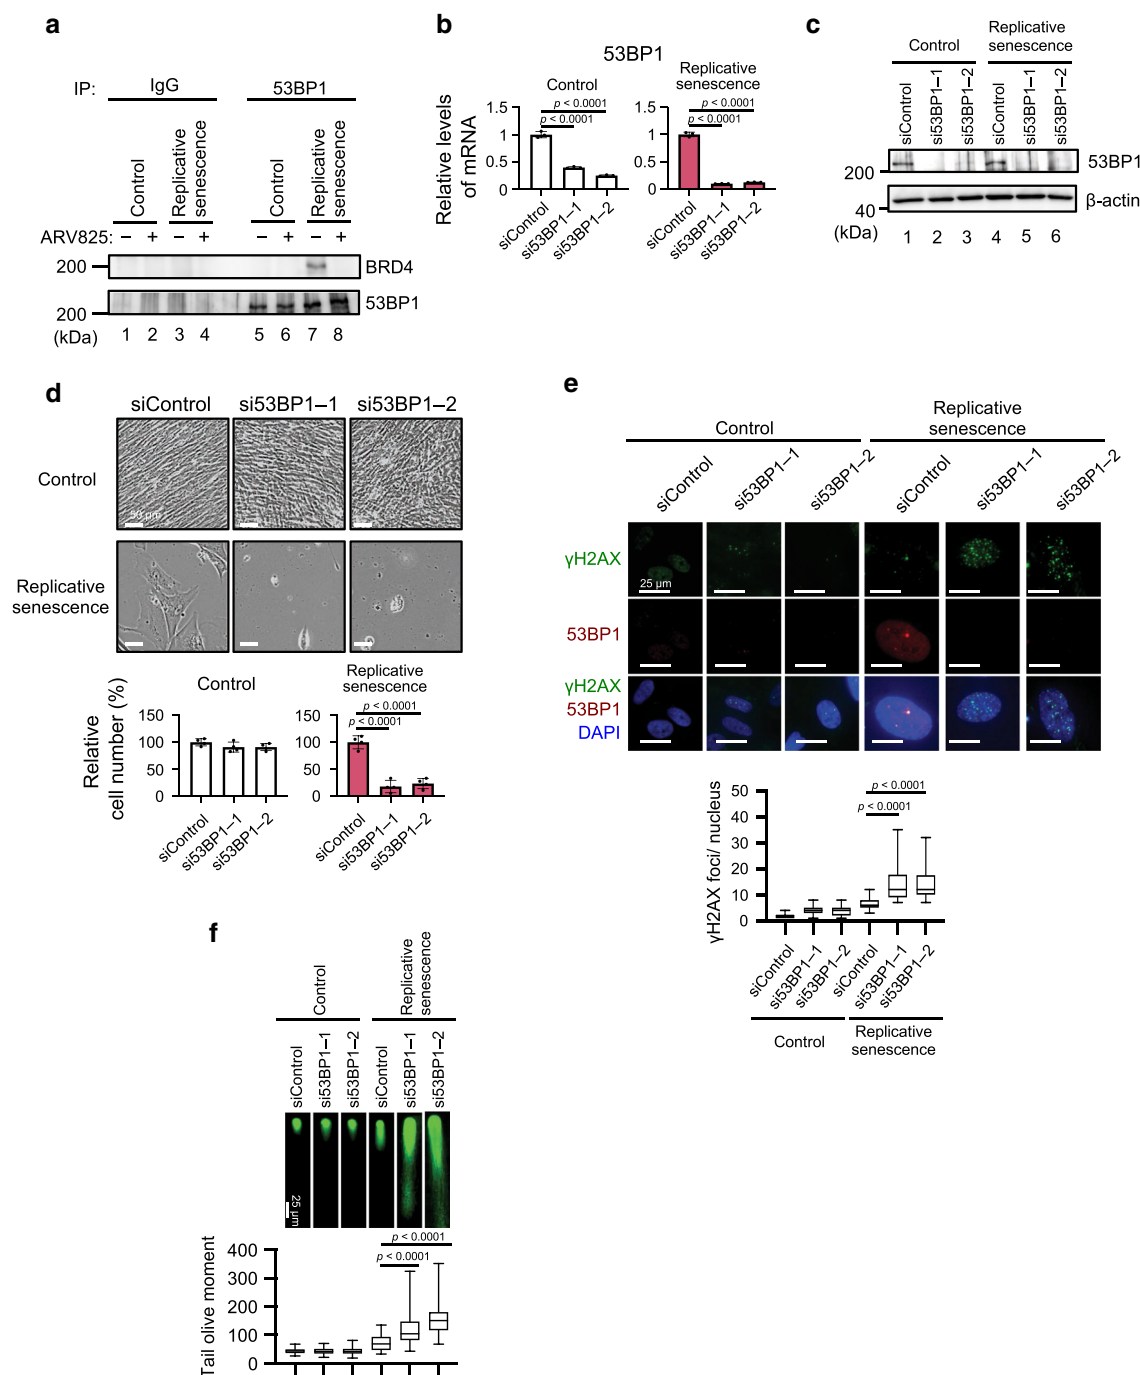 a
IP:
IgG
53BP1
Control
Replicative
senescence
Control
Replicative
senescence
ARV825:
– + – + – + – +
200
BRD4
200
53BP1
(kDa)
1 2 3 4 5 6 7 8
b
53BP1
Control
Replicative
senescence
Relative levels
of mRNA
p < 0.0001
p < 0.0001
1.5
1
0.5
0
siControl
si53BP1–1
si53BP1–2
p < 0.0001
p < 0.0001
1.5
1
0.5
0
siControl
si53BP1–1
si53BP1–2
c
Control
Replicative
senescence
siControl
si53BP1–1
si53BP1–2
siControl
si53BP1–1
si53BP1–2
200
53BP1
40
β-actin
(kDa)
1 2 3 4 5 6
d
siControl si53BP1–1 si53BP1–2
Control
50 μm
Replicative
senescence
Relative
cell number (%)
Control
150
100
50
0
siControl
si53BP1–1
si53BP1–2
Replicative
senescence
p < 0.0001
p < 0.0001
150
100
50
0
siControl
si53BP1–1
si53BP1–2
e
Control
Replicative
senescence
siControl
si53BP1–1
si53BP1–2
siControl
si53BP1–1
si53BP1–2
γH2AX
25 μm
53BP1
γH2AX
53BP1
DAPI
γH2AX foci/ nucleus
p < 0.0001
p < 0.0001
50
40
30
20
10
0
siControl
si53BP1–1
si53BP1–2
siControl
si53BP1–1
si53BP1–2
Control
Replicative
senescence
f
Control
Replicative
senescence
siControl
si53BP1–1
si53BP1–2
siControl
si53BP1–1
si53BP1–2
25 μm
Tail olive moment
p < 0.0001
p < 0.0001
400
300
200
100
0